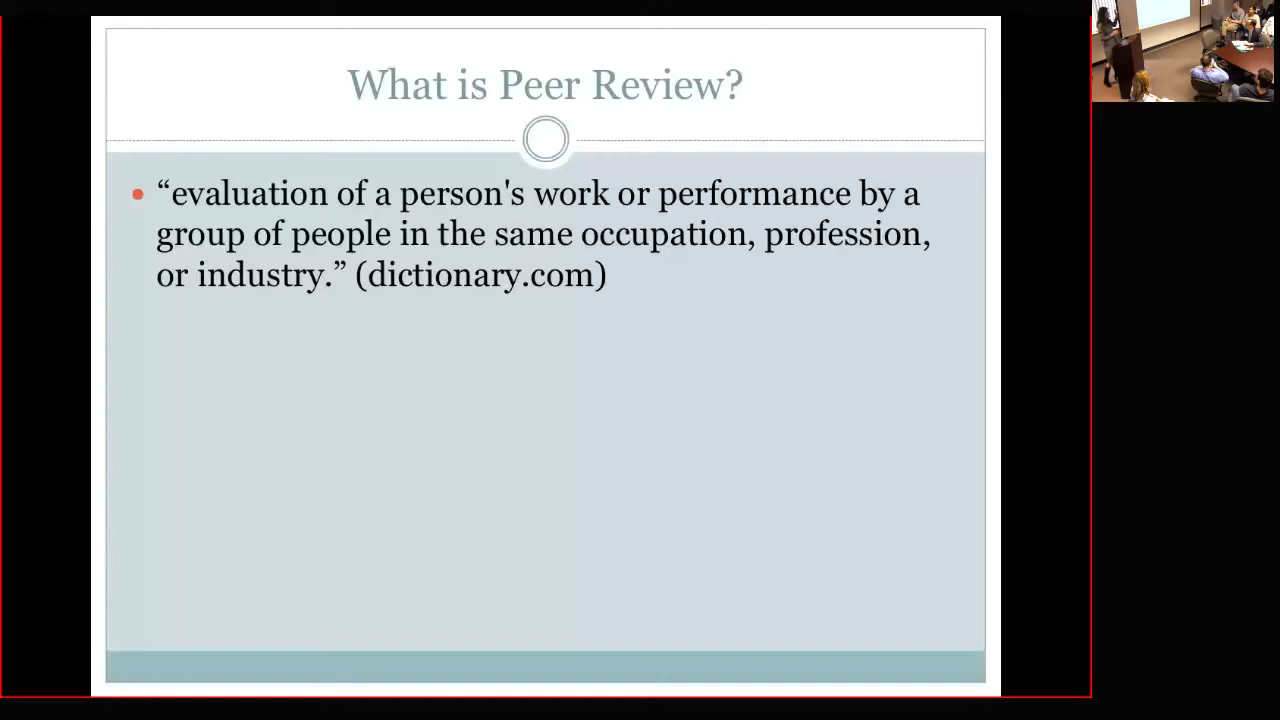 What is Peer Review?
• “evaluation of a person's work or performance by a
group of people in the same occupation, profession,
or industry.” (dictionary.com)